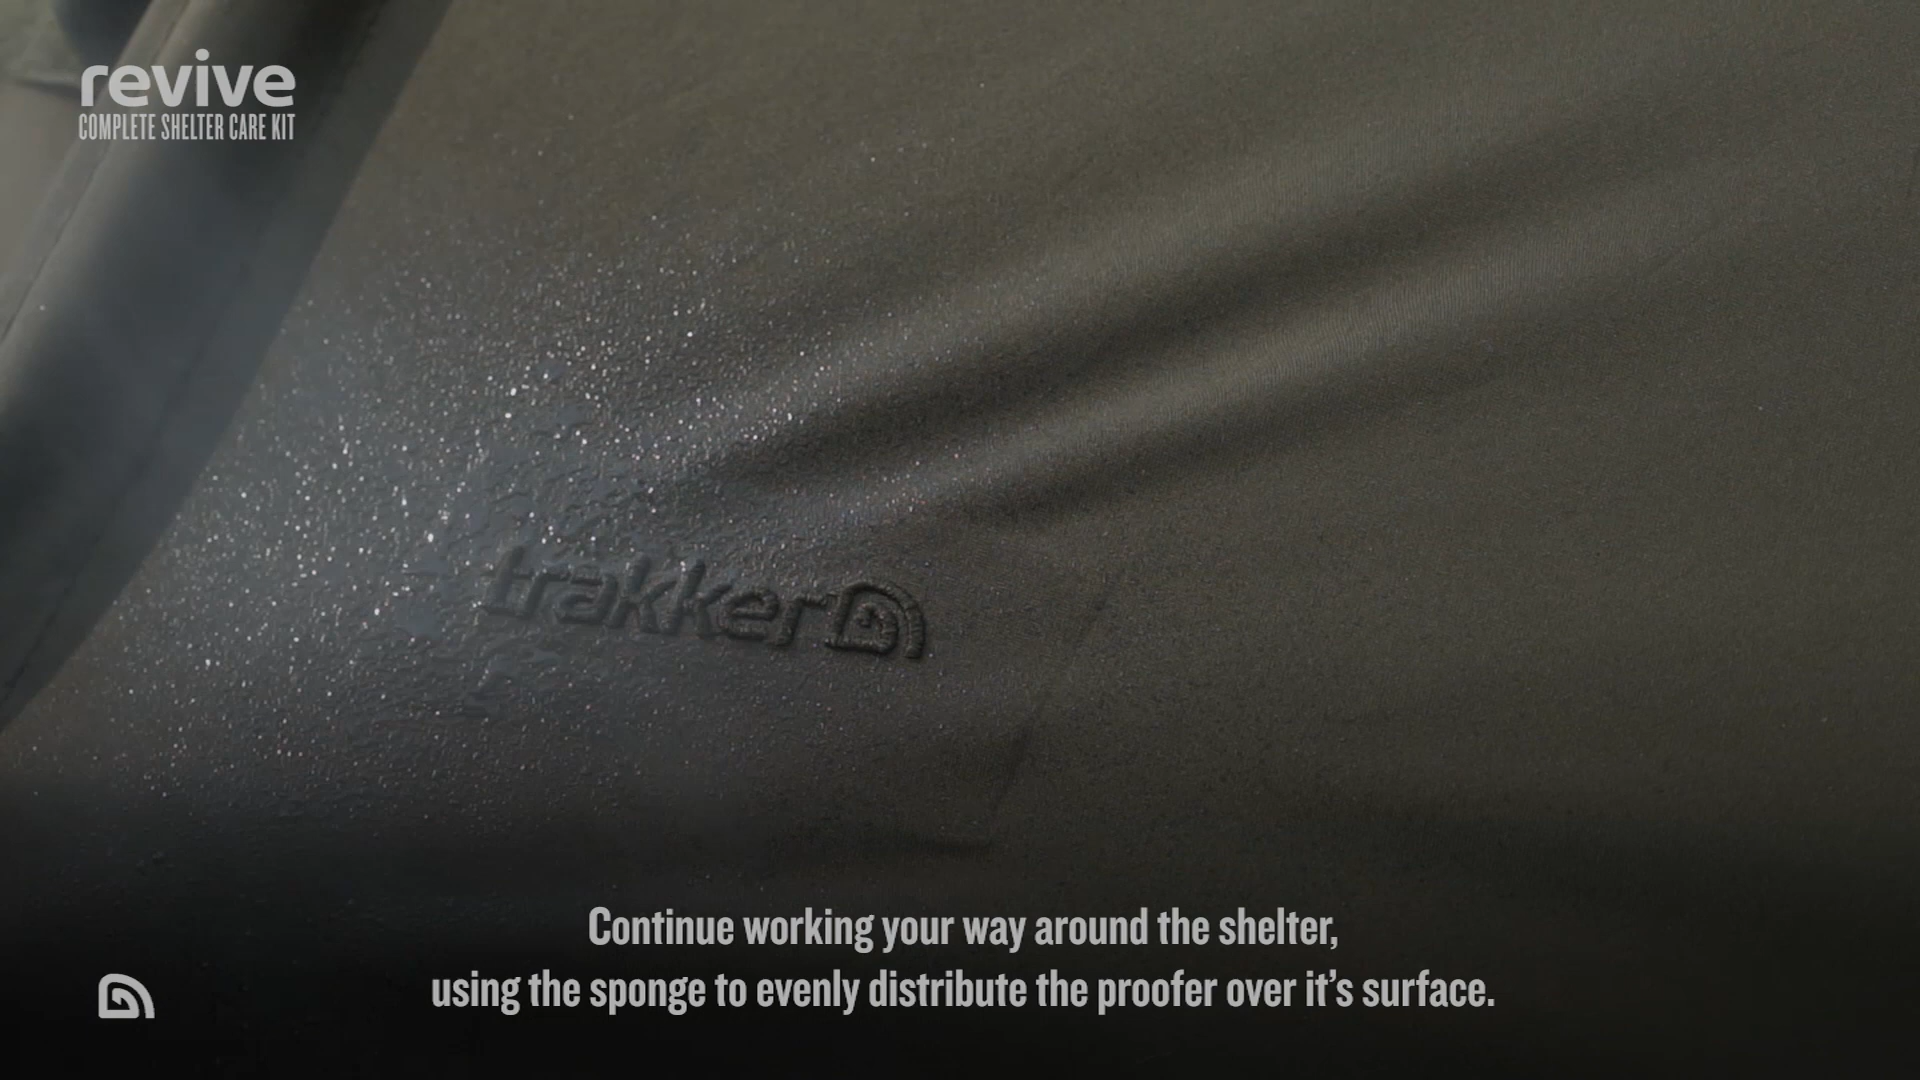 revive
COMPLETE SHELTER CARE KIT
trakker
Continue working your way around the shelter,
using the sponge to evenly distribute the proofer over it’s surface.